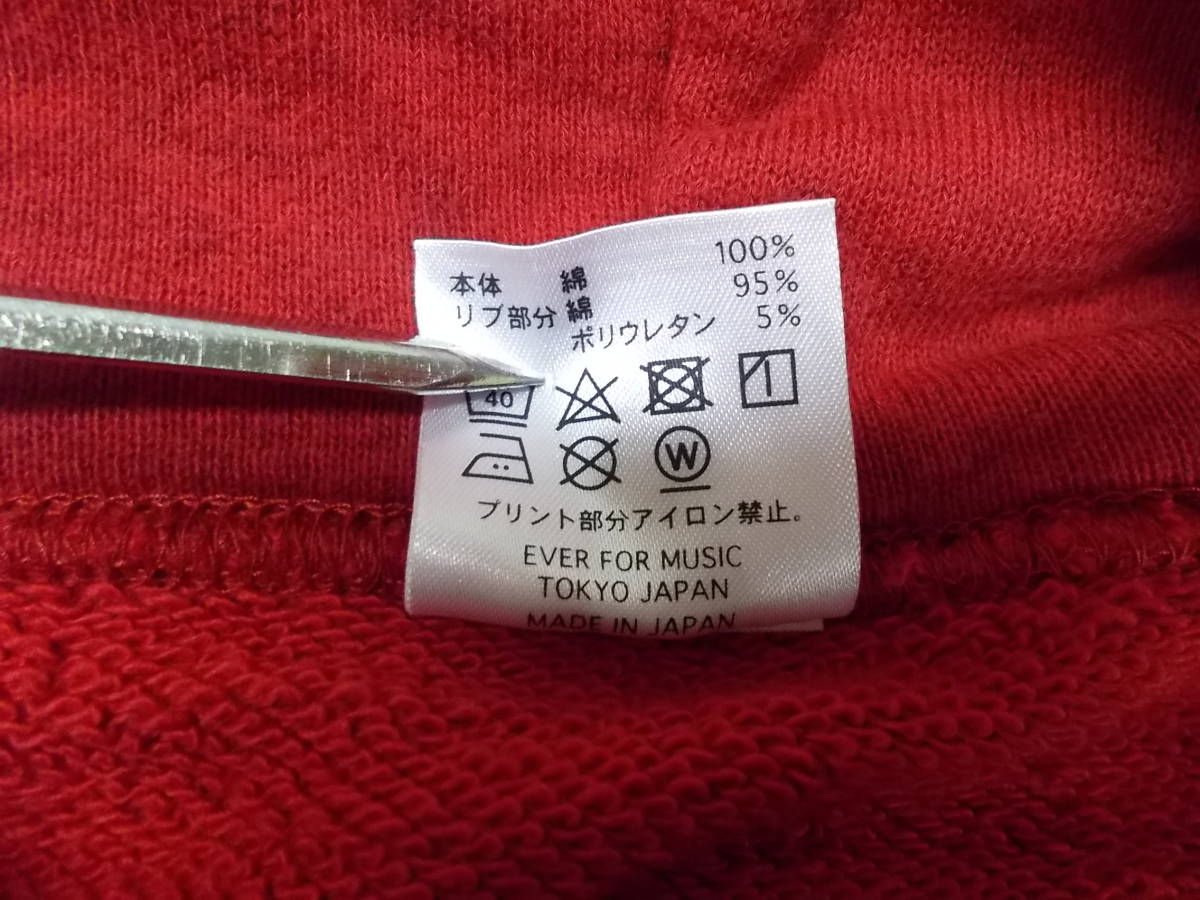 本体 綿 100%
リブ部分 綿 95%
ポリウレタン 5%
40
W
プリント部分アイロン禁止。
EVER FOR MUSIC
TOKYO JAPAN
MADE IN JAPAN